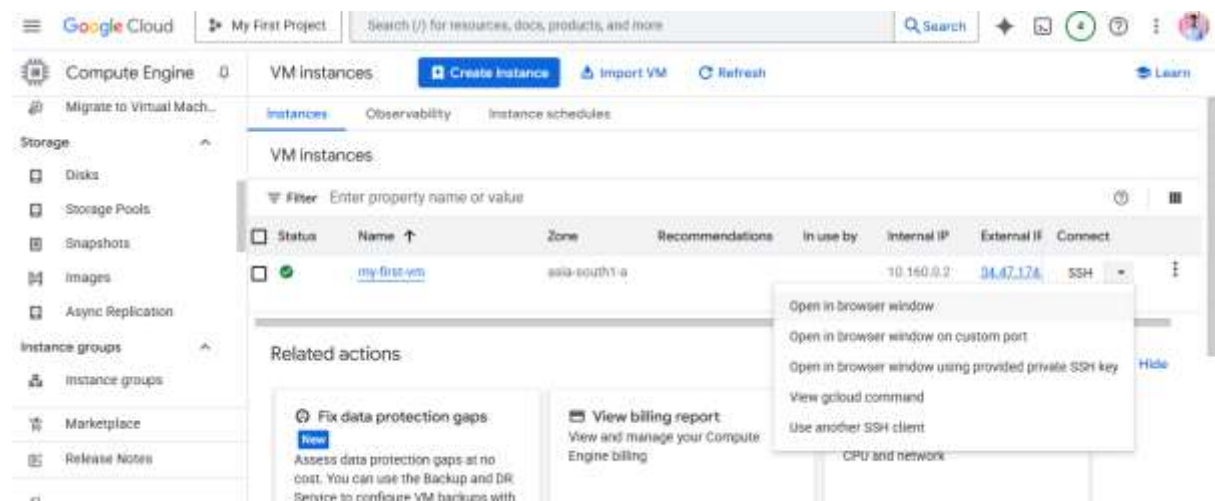 Google Cloud My First Project Search (/) for resources, docs, products, and more Search 4
Compute Engine VM instances Create Instance Import VM Refresh Learn
Migrate to Virtual Mach... Instances Observability Instance schedules
Storage
VM instances
Disks
Filter Enter property name or value
Storage Pools
Snapshots
Status Name Zone Recommendations In use by Internal IP External IP Connect
Images
my-first-vm asia-south1-a 10.160.0.2 34.47.174. SSH
Async Replication
Open in browser window
Open in browser window on custom port
Instance groups
Related actions
Open in browser window using provided private SSH key Hide
Instance groups
View gcloud command
Marketplace
Fix data protection gaps View billing report
Use another SSH client
New
View and manage your Compute
Release Notes
Assess data protection gaps at no Engine billing CPU and network
cost. You can use the Backup and DR
Service to configure VM backups with